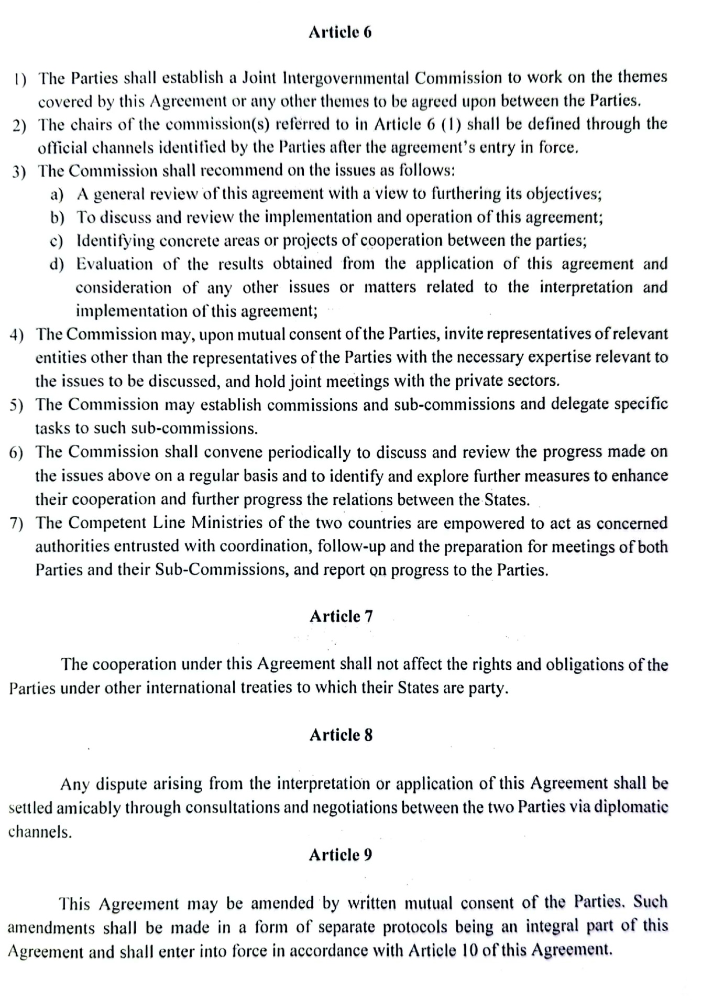 Article 6
1) The Parties shall establish a Joint Intergovernmental Commission to work on the themes
covered by this Agreement or any other themes to be agreed upon between the Parties.
2) The chairs of the commission(s) referred to in Article 6 (1) shall be defined through the
official channels identified by the Parties after the agreement's entry in force.
3) The Commission shall recommend on the issues as follows:
a) A general review of this agreement with a view to furthering its objectives;
b) To discuss and review the implementation and operation of this agreement;
c) Identifying concrete areas or projects of cooperation between the parties;
d) Evaluation of the results obtained from the application of this agreement and
consideration of any other issues or matters related to the interpretation and
implementation of this agreement;
4) The Commission may, upon mutual consent of the Parties, invite representatives of relevant
entities other than the representatives of the Parties with the necessary expertise relevant to
the issues to be discussed, and hold joint meetings with the private sectors.
5) The Commission may establish commissions and sub-commissions and delegate specific
tasks to such sub-commissions.
6) The Commission shall convene periodically to discuss and review the progress made on
the issues above on a regular basis and to identify and explore further measures to enhance
their cooperation and further progress the relations between the States.
7) The Competent Line Ministries of the two countries are empowered to act as concerned
authorities entrusted with coordination, follow-up and the preparation for meetings of both
Parties and their Sub-Commissions, and report on progress to the Parties.
Article 7
The cooperation under this Agreement shall not affect the rights and obligations of the
Parties under other international treaties to which their States are party.
Article 8
Any dispute arising from the interpretation or application of this Agreement shall be
settled amicably through consultations and negotiations between the two Parties via diplomatic
channels.
Article 9
This Agreement may be amended by written mutual consent of the Parties. Such
amendments shall be made in a form of separate protocols being an integral part of this
Agreement and shall enter into force in accordance with Article 10 of this Agreement.